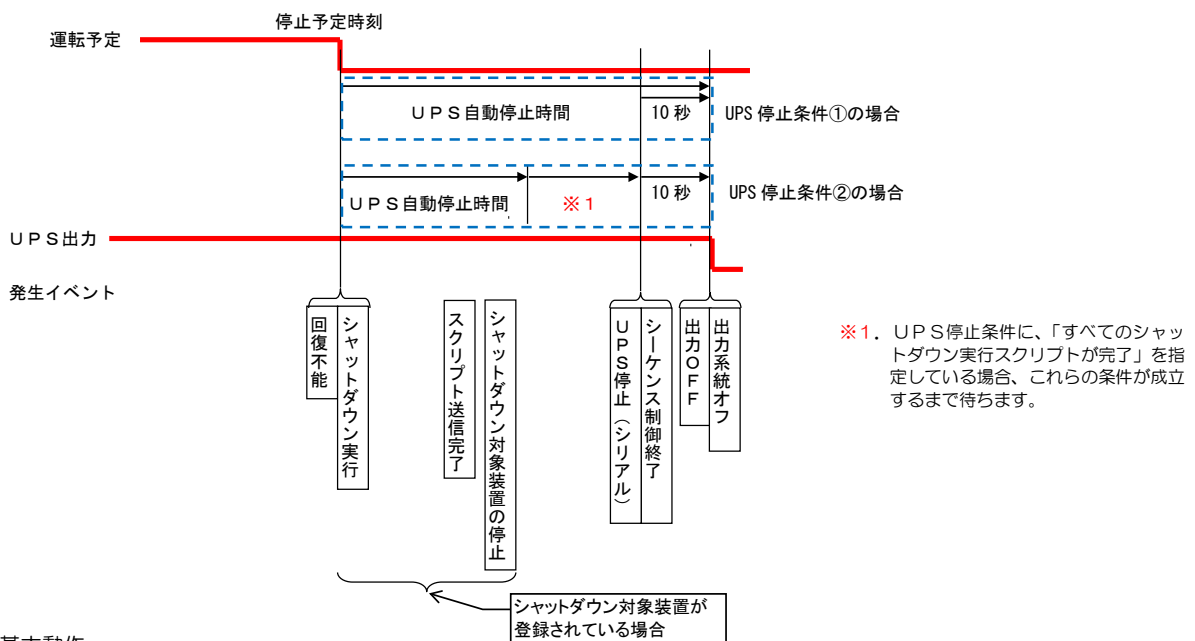 停止予定時刻
運転予定
ＵＰＳ自動停止時間
10 秒
UPS 停止条件①の場合
ＵＰＳ自動停止時間
※１
10 秒
UPS 停止条件②の場合
ＵＰＳ出力
発生イベント
回復不能
シャットダウン実行
スクリプト送信完了
シャットダウン対象装置の停止
ＵＰＳ停止（シリアル）
シーケンス制御終了
出力ＯＦＦ
出力系統オフ
※１．ＵＰＳ停止条件に、「すべてのシャッ
トダウン実行スクリプトが完了」を指
定している場合、これらの条件が成立
するまで待ちます。
シャットダウン対象装置が
登録されている場合